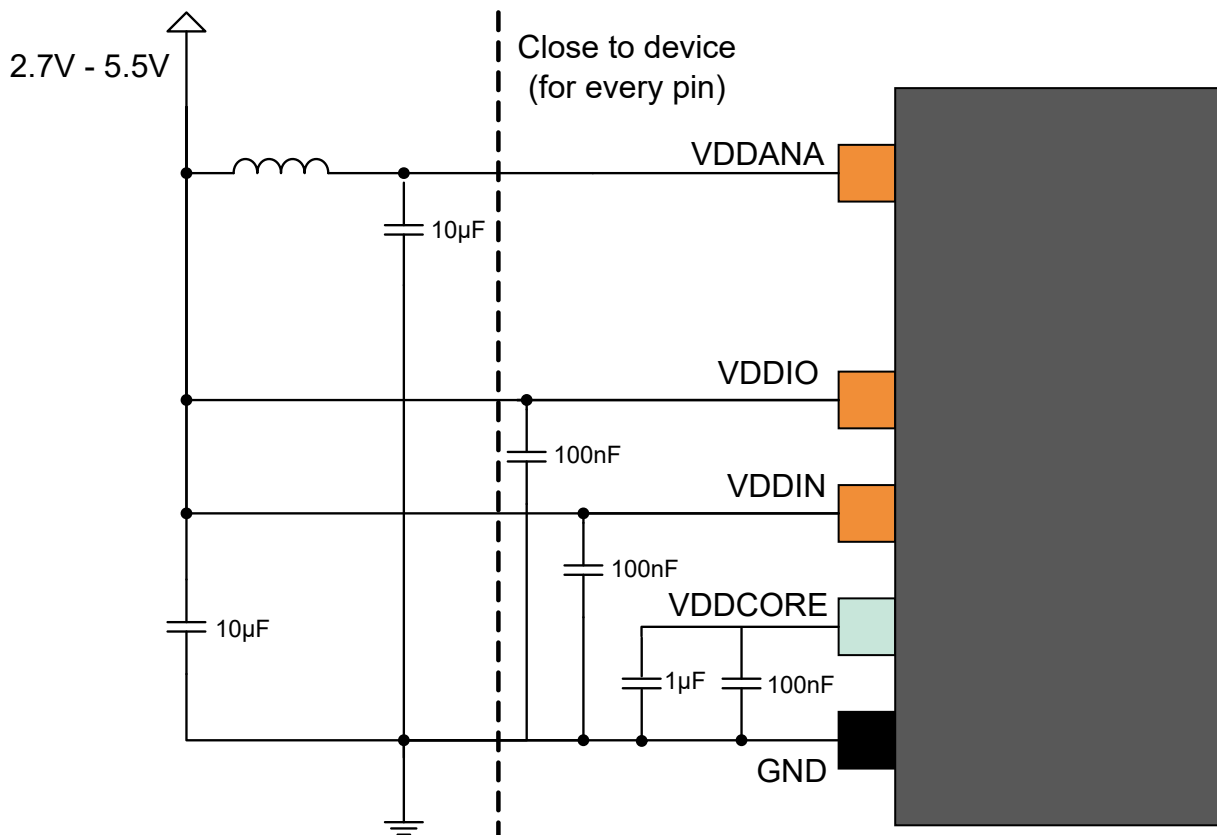 2.7V - 5.5V
Close to device
(for every pin)
VDDANA
10µF
VDDIO
100nF
VDDIN
100nF
VDDCORE
10µF
1µF
100nF
GND